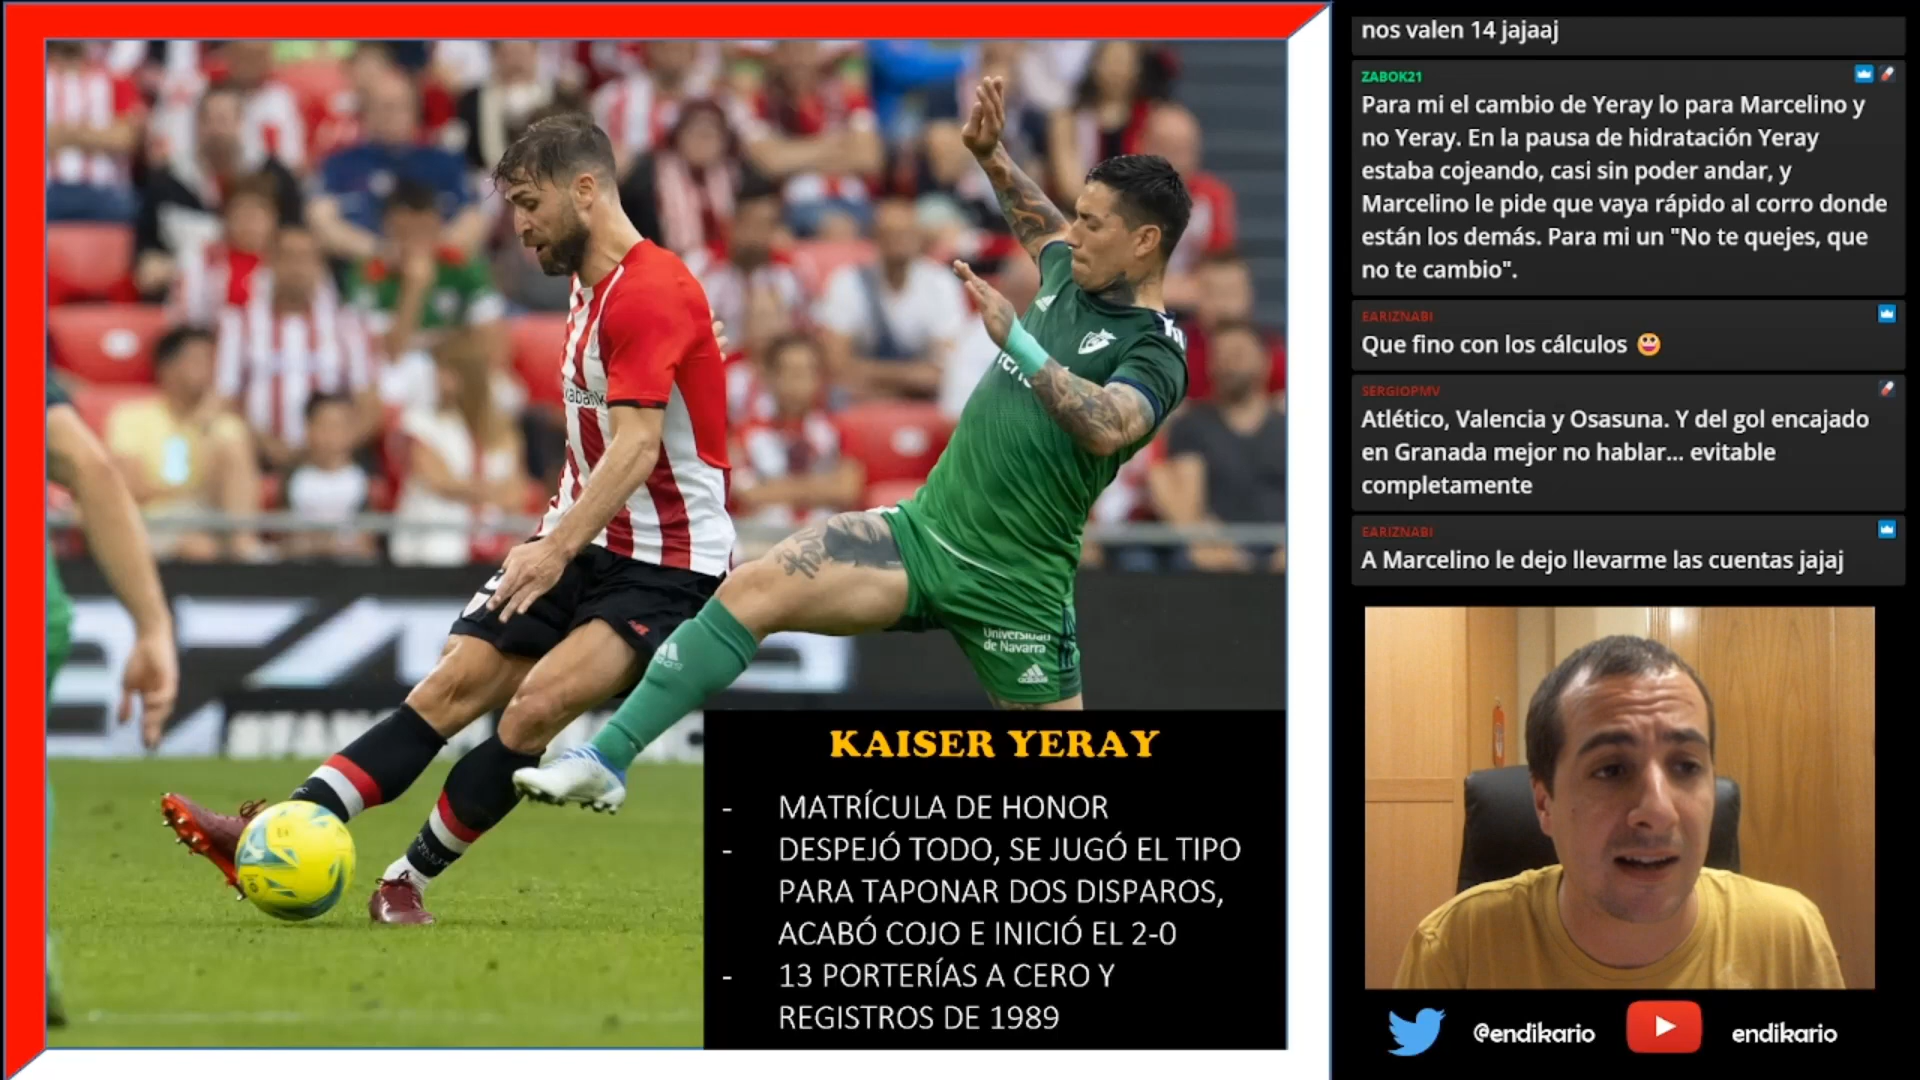 nos valen 14 jajaaj
ZABOK21
Para mi el cambio de Yeray lo para Marcelino y
no Yeray. En la pausa de hidratación Yeray
estaba cojeando, casi sin poder andar, y
Marcelino le pide que vaya rápido al corro donde
están los demás. Para mi un "No te quejes, que
no te cambio".
EARIZNABI
Que fino con los cálculos
SERGIOPMV
Atlético, Valencia y Osasuna. Y del gol encajado
en Granada mejor no hablar... evitable
completamente
EARIZNABI
A Marcelino le dejo llevarme las cuentas jajaj
Universidad
de Navarra
adidas
KAISER YERAY
- MATRÍCULA DE HONOR
- DESPEJÓ TODO, SE JUGÓ EL TIPO
PARA TAPONAR DOS DISPAROS,
ACABÓ COJO E INICIÓ EL 2-0
- 13 PORTERÍAS A CERO Y
REGISTROS DE 1989
@endikario
endikario